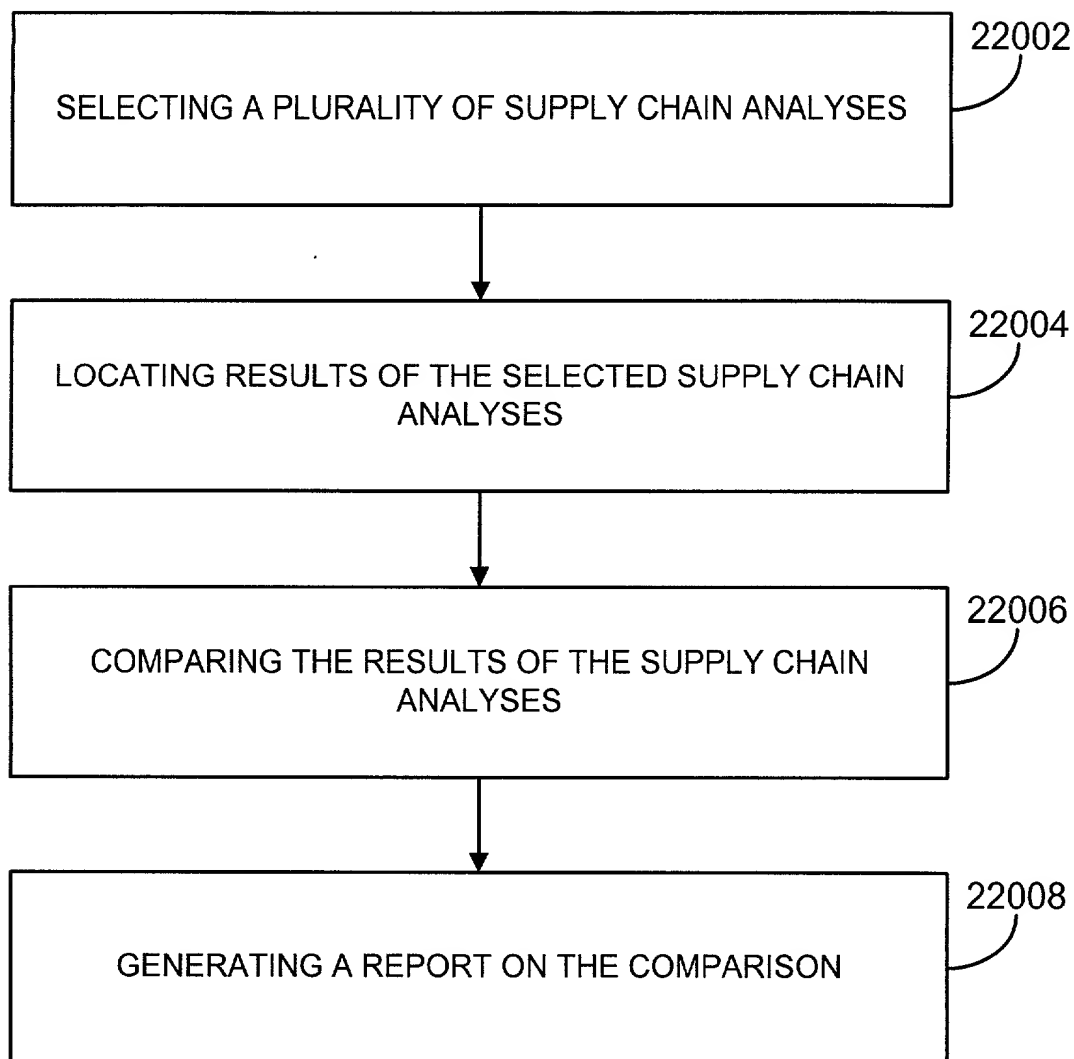 22002
SELECTING A PLURALITY OF SUPPLY CHAIN ANALYSES
22004
LOCATING RESULTS OF THE SELECTED SUPPLY CHAIN
ANALYSES
22006
COMPARING THE RESULTS OF THE SUPPLY CHAIN
ANALYSES
22008
GENERATING A REPORT ON THE COMPARISON